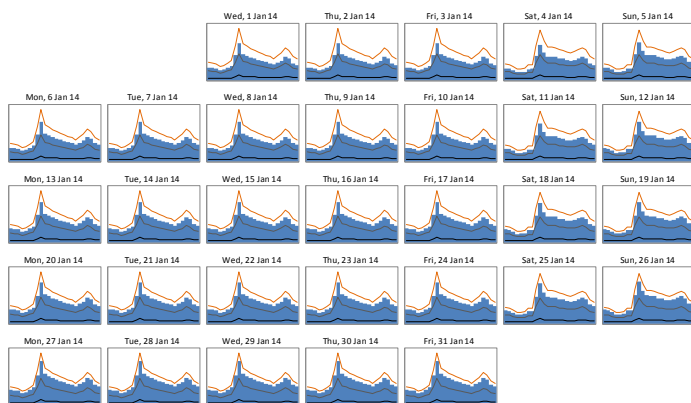 Wed, 1 Jan 14 Thu, 2 Jan 14 Fri, 3 Jan 14 Sat, 4 Jan 14 Sun, 5 Jan 14
Mon, 6 Jan 14 Tue, 7 Jan 14 Wed, 8 Jan 14 Thu, 9 Jan 14 Fri, 10 Jan 14 Sat, 11 Jan 14 Sun, 12 Jan 14
Mon, 13 Jan 14 Tue, 14 Jan 14 Wed, 15 Jan 14 Thu, 16 Jan 14 Fri, 17 Jan 14 Sat, 18 Jan 14 Sun, 19 Jan 14
Mon, 20 Jan 14 Tue, 21 Jan 14 Wed, 22 Jan 14 Thu, 23 Jan 14 Fri, 24 Jan 14 Sat, 25 Jan 14 Sun, 26 Jan 14
Mon, 27 Jan 14 Tue, 28 Jan 14 Wed, 29 Jan 14 Thu, 30 Jan 14 Fri, 31 Jan 14